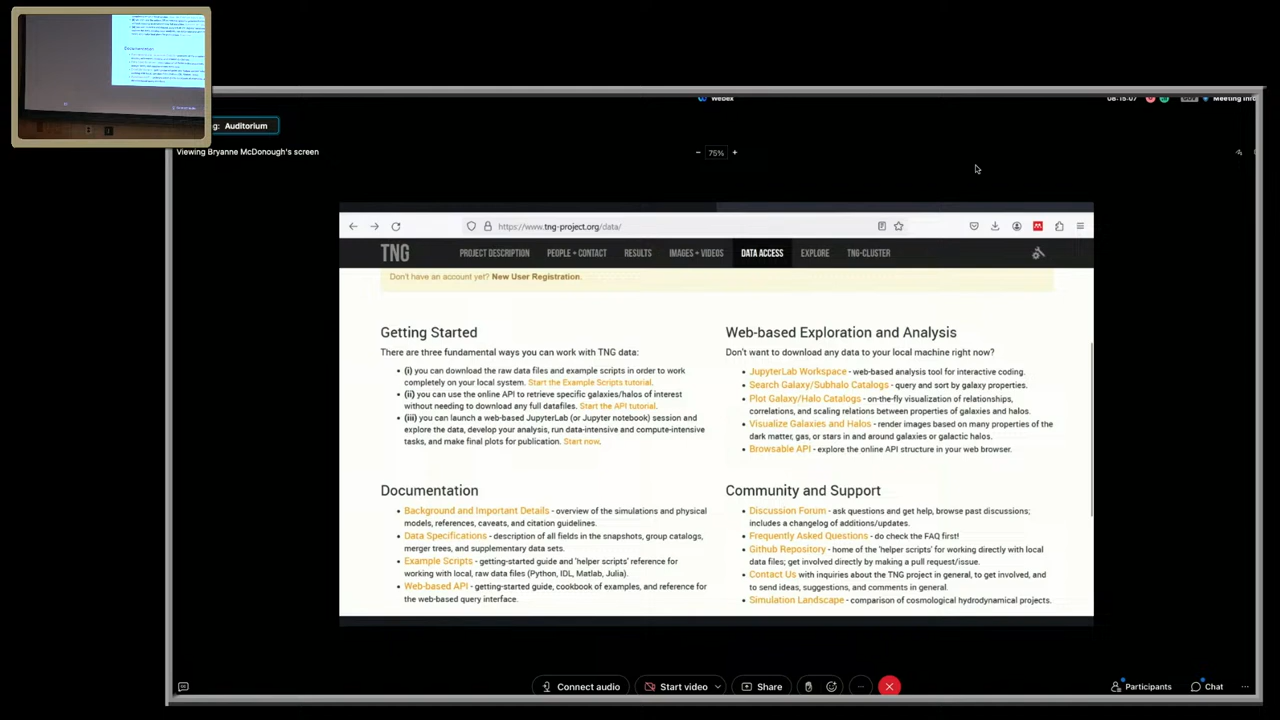 Webex
Meeting Info
Auditorium
Viewing Bryanne McDonough's screen
75%
https://www.tng-project.org/data/
TNG
PROJECT DESCRIPTION
PEOPLE + CONTACT
RESULTS
IMAGES + VIDEOS
DATA ACCESS
EXPLORE
TNG-CLUSTER
Don't have an account yet? New User Registration.
Getting Started
There are three fundamental ways you can work with TNG data:
(i) you can download the raw data files and example scripts in order to work
completely on your local system. Start the Example Scripts tutorial.
(ii) you can use the online API to retrieve specific galaxies/halos of interest
without needing to download any full datafiles. Start the API tutorial.
(iii) you can launch a web-based JupyterLab (or Jupyter notebook) session and
explore the data, develop your analysis, run data-intensive and compute-intensive
tasks, and make final plots for publication. Start now.
Web-based Exploration and Analysis
Don't want to download any data to your local machine right now?
JupyterLab Workspace - web-based analysis tool for interactive coding.
Search Galaxy/Subhalo Catalogs - query and sort by galaxy properties.
Plot Galaxy/Halo Catalogs - on-the-fly visualization of relationships,
correlations, and scaling relations between properties of galaxies and halos.
Visualize Galaxies and Halos - render images based on many properties of the
dark matter, gas, or stars in and around galaxies or galactic halos.
Browsable API - explore the online API structure in your web browser.
Documentation
Background and Important Details - overview of the simulations and physical
models, references, caveats, and citation guidelines.
Data Specifications - description of all fields in the snapshots, group catalogs,
merger trees, and supplementary data sets.
Example Scripts - getting-started guide and 'helper scripts' reference for
working with local, raw data files (Python, IDL, Matlab, Julia).
Web-based API - getting-started guide, cookbook of examples, and reference for
the web-based query interface.
Community and Support
Discussion Forum - ask questions and get help, browse past discussions;
includes a changelog of additions/updates.
Frequently Asked Questions - do check the FAQ first!
Github Repository - home of the 'helper scripts' for working directly with local
data files; get involved directly by making a pull request/issue.
Contact Us with inquiries about the TNG project in general, to get involved, and
to send ideas, suggestions, and comments in general.
Simulation Landscape - comparison of cosmological hydrodynamical projects.
Connect audio
Start video
Share
Participants
Chat